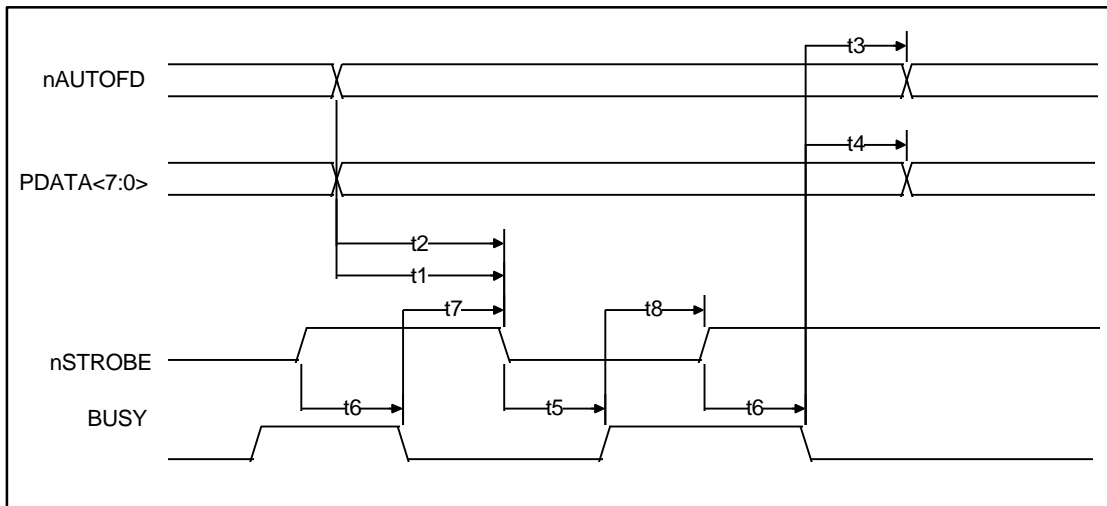 t3
nAUTOFD
t4
PDATA<7:0>
t2
t1
t7
t8
nSTROBE
t6
t5
t6
BUSY